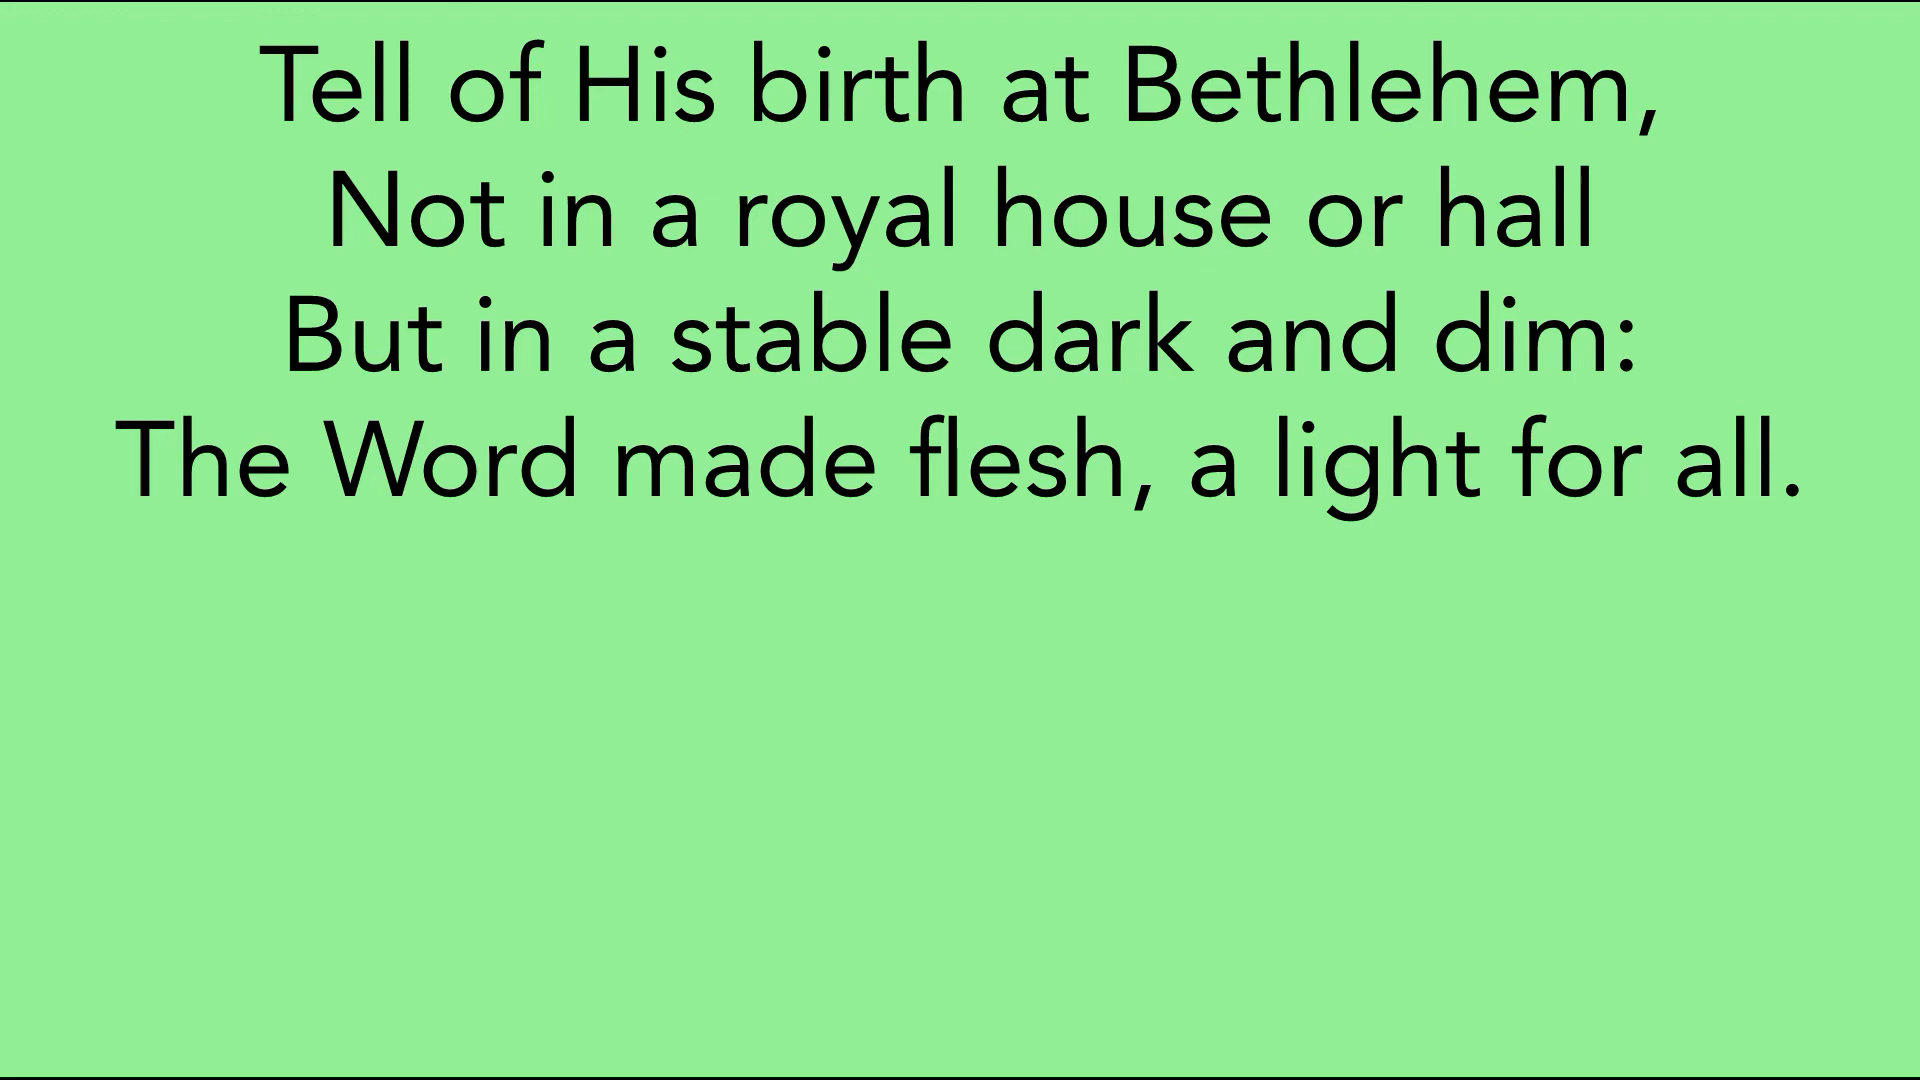 Tell of His birth at Bethlehem,
Not in a royal house or hall
But in a stable dark and dim:
The Word made flesh, a light for all.